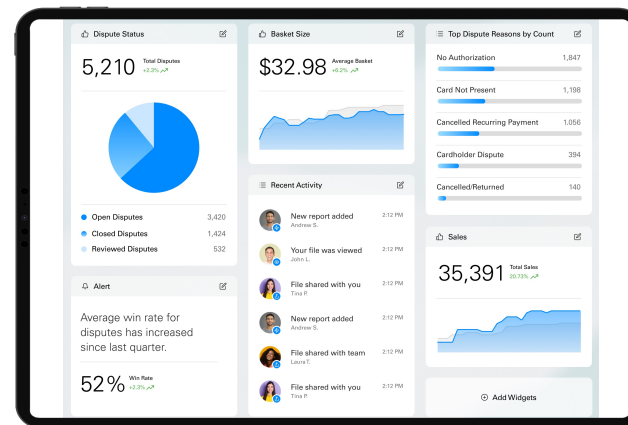 Dispute Status
5,210
Total Disputes
+2.3%
Open Disputes 3,420
Closed Disputes 1,424
Reviewed Disputes 532
Alert
Average win rate for
disputes has increased
since last quarter.
52%
Win Rate
+2.3%
Basket Size
$32.98
Average Basket
+6.2%
Recent Activity
New report added 2:12 PM
Andrew S.
Your file was viewed 2:12 PM
John L.
File shared with you 2:12 PM
Tina P.
New report added 2:12 PM
Andrew S.
File shared with team 2:12 PM
Laura T.
File shared with you 2:12 PM
Tina P.
Top Dispute Reasons by Count
No Authorization 1,847
Card Not Present 1,198
Cancelled Recurring Payment 1.056
Cardholder Dispute 394
Cancelled/Returned 140
Sales
35,391
Total Sales
20.73%
Add Widgets